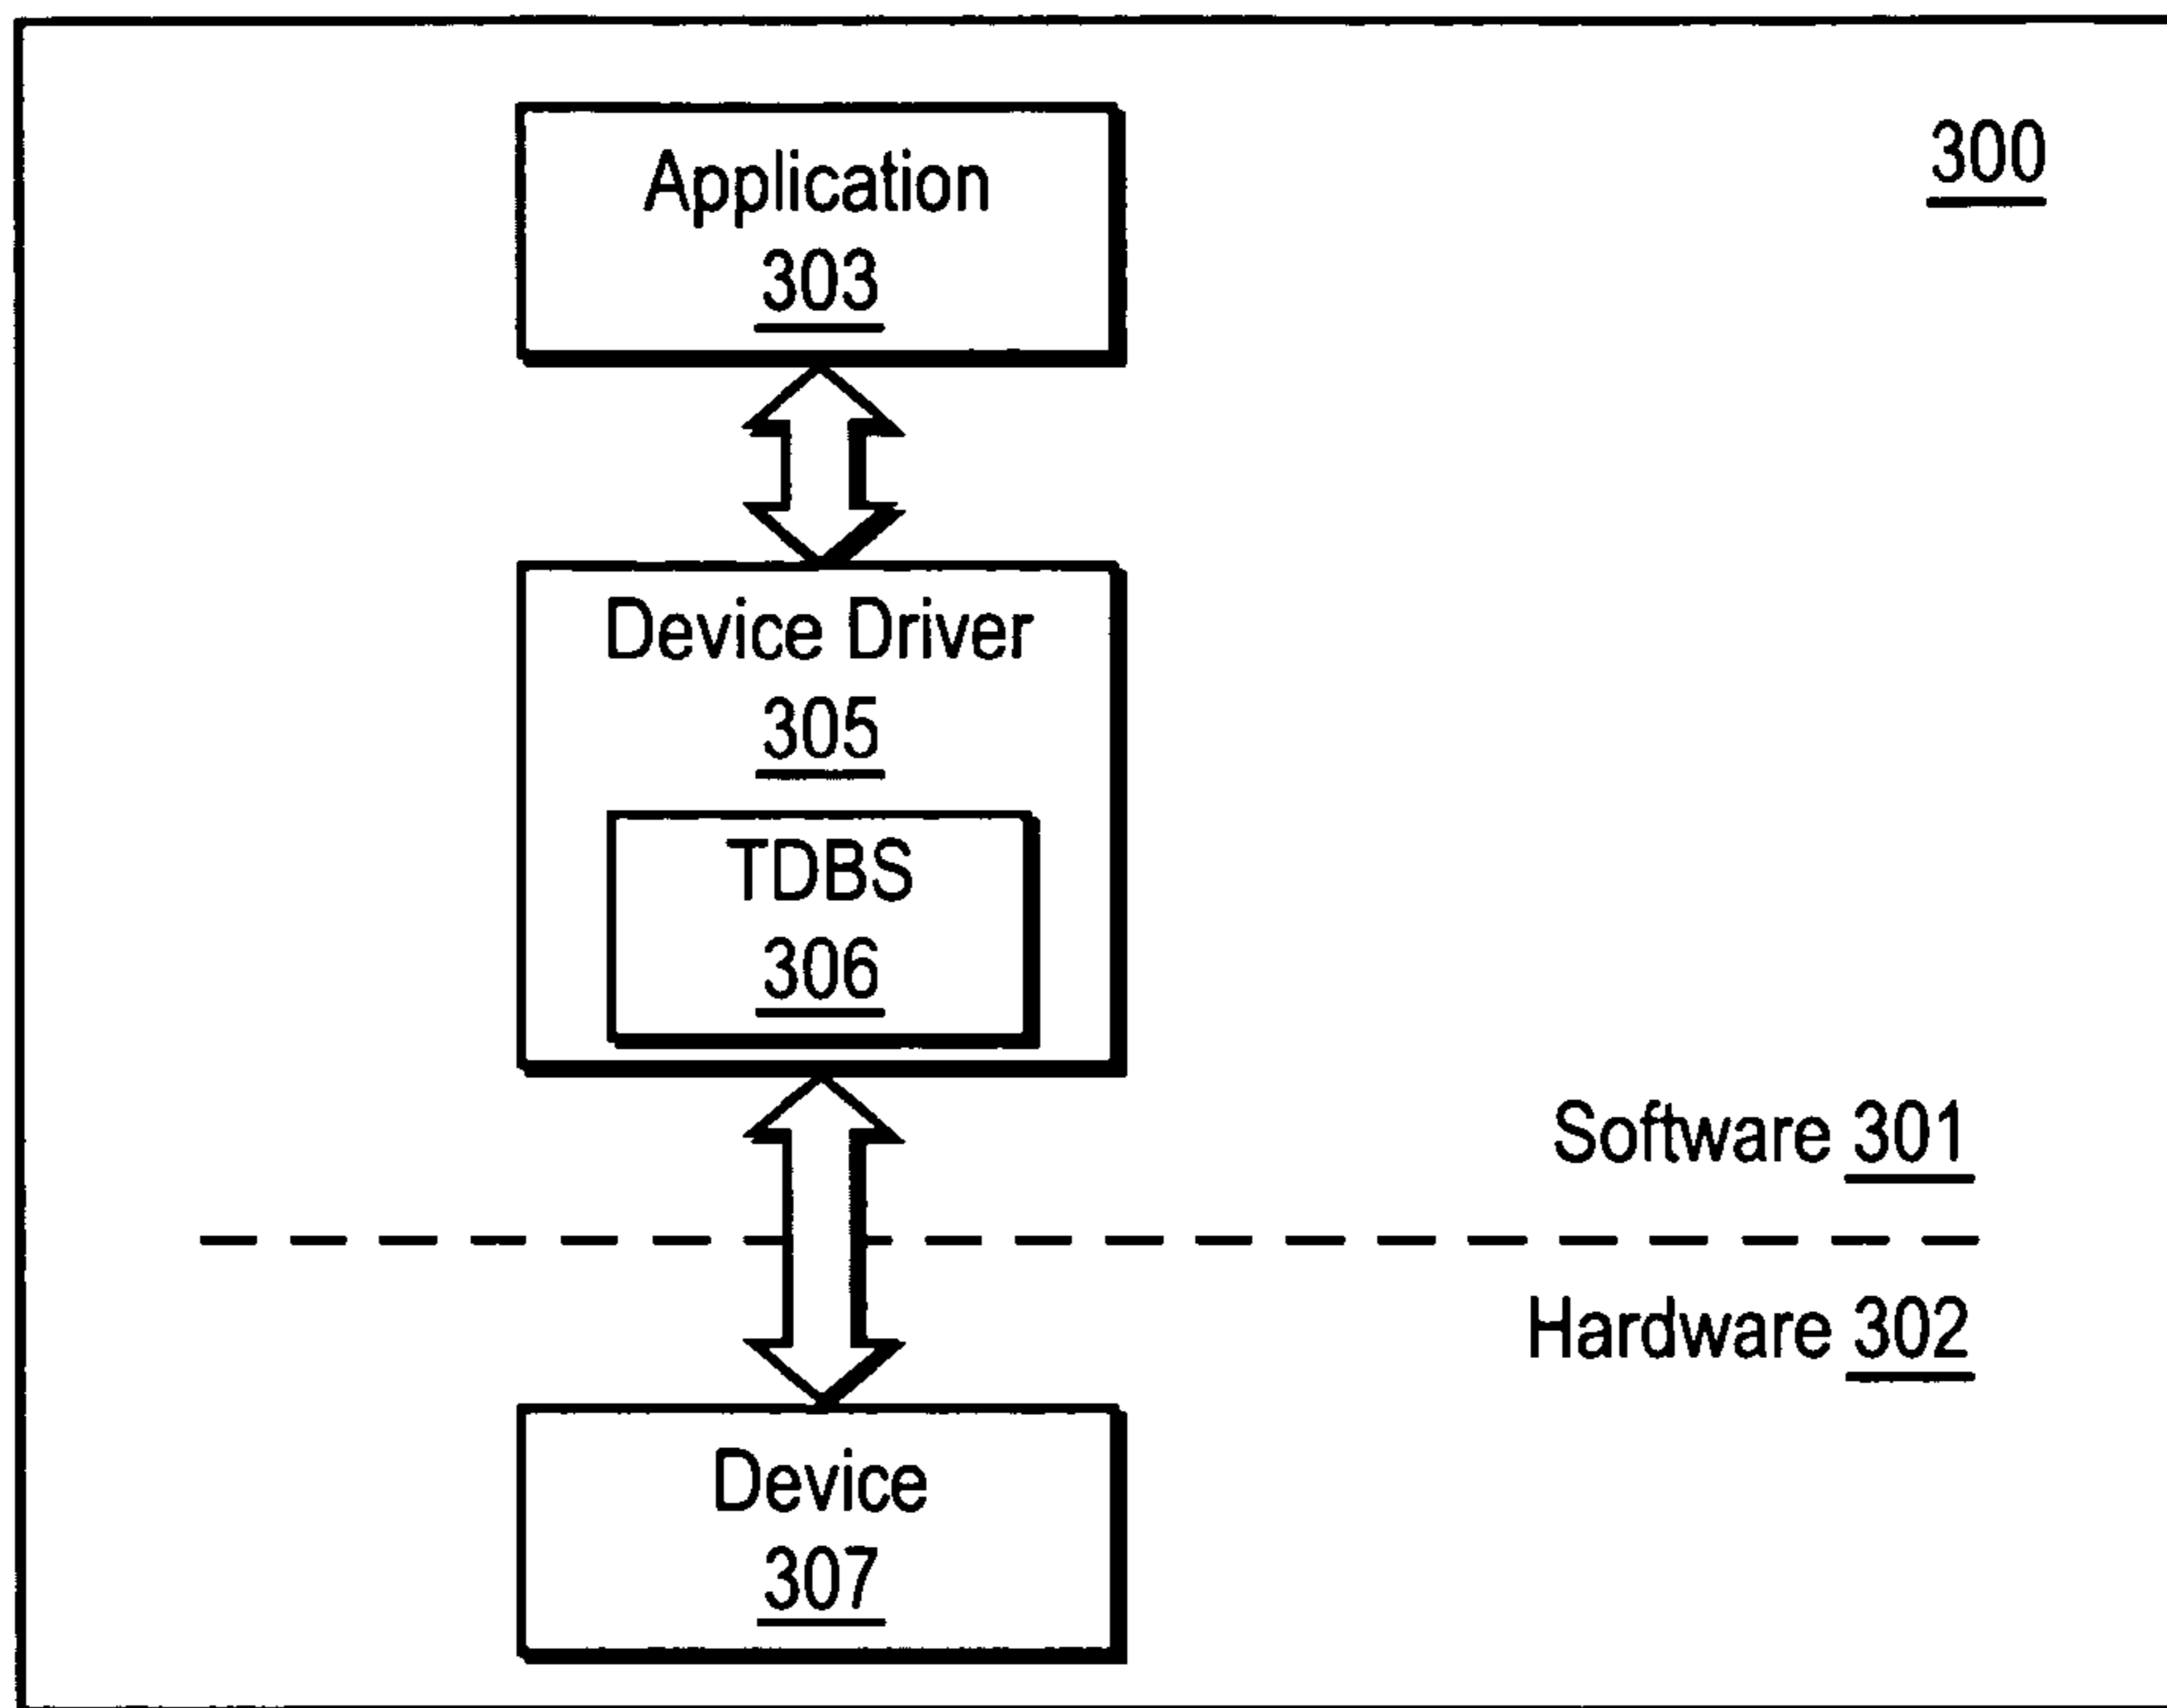 300
Application
303
Device Driver
305
TDBS
306
Software 301
Hardware 302
Device
307